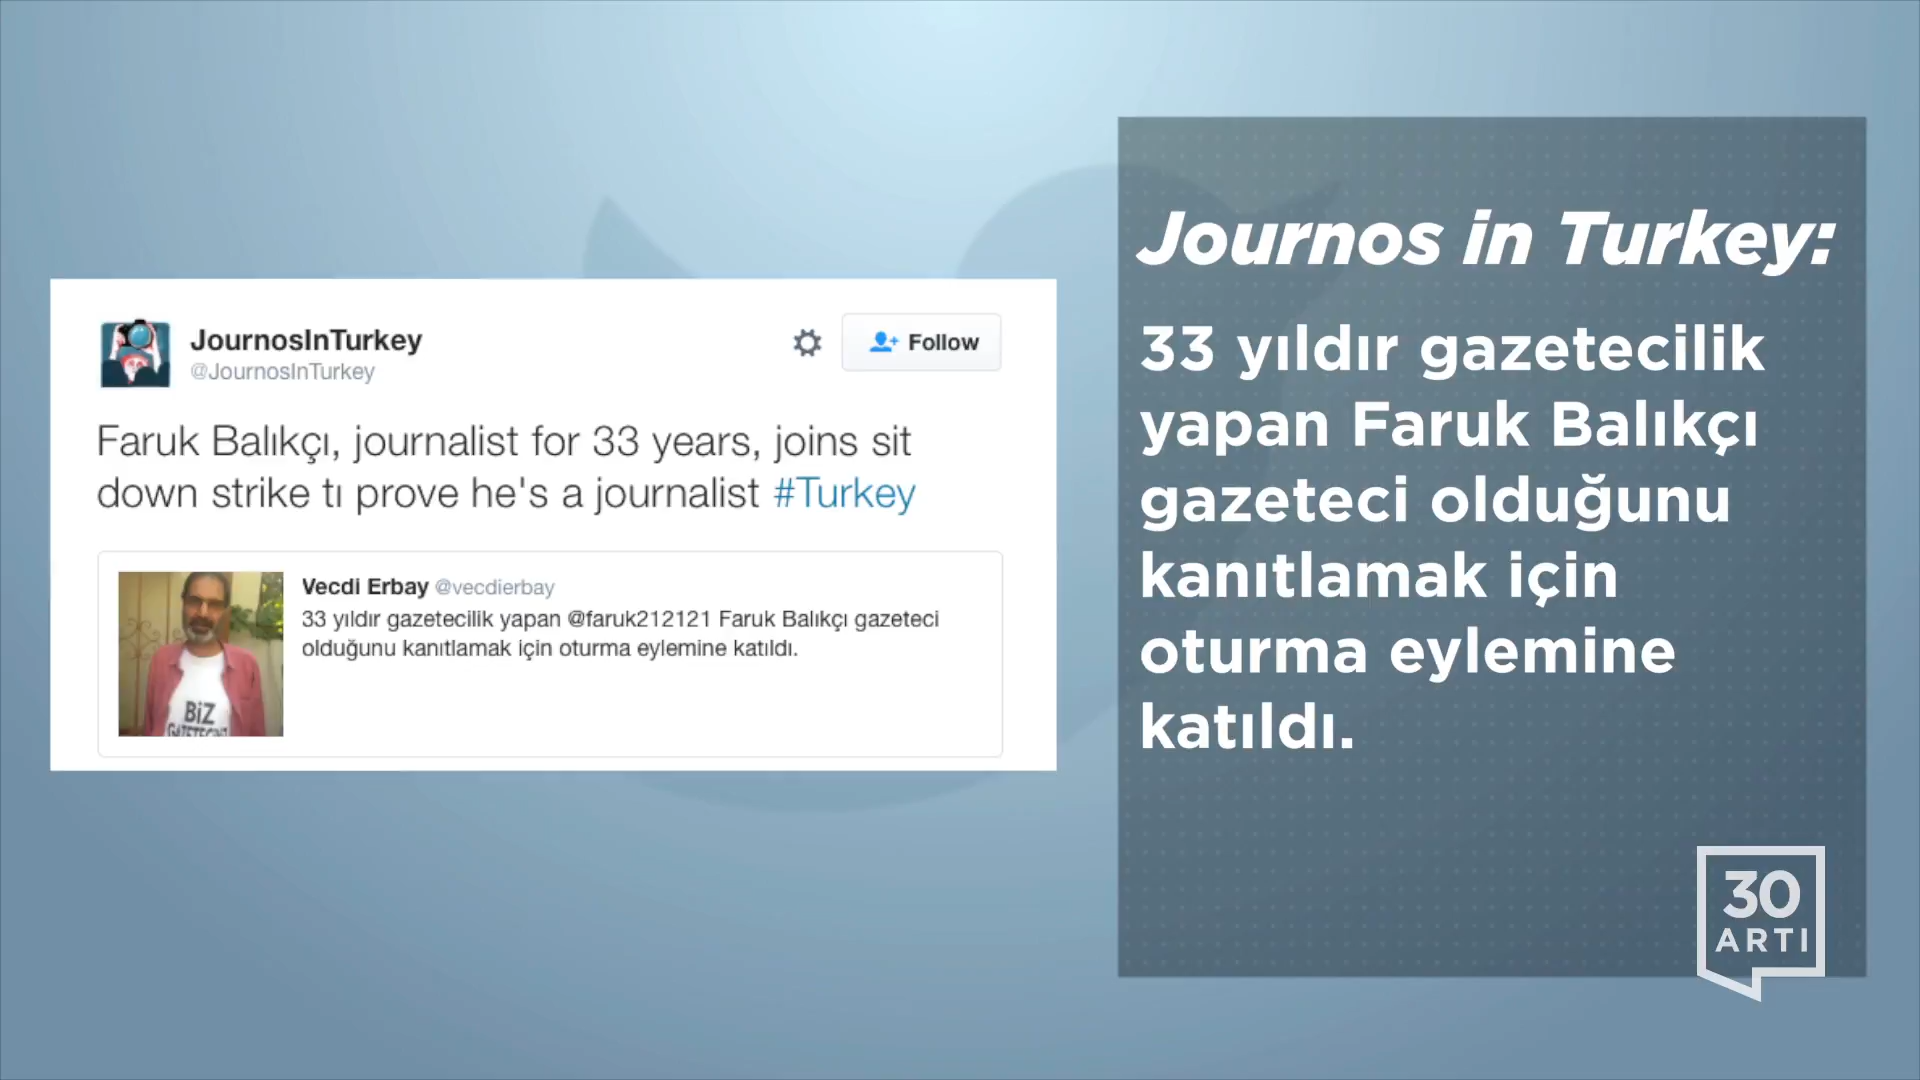 JournosInTurkey
@JournosInTurkey
Follow
Faruk Balıkçı, journalist for 33 years, joins sit
down strike tı prove he's a journalist #Turkey
Vecdi Erbay @vecdierbay
33 yıldır gazetecilik yapan @faruk212121 Faruk Balıkçı gazeteci
olduğunu kanıtlamak için oturma eylemine katıldı.
BİZ
Journos in Turkey:
33 yıldır gazetecilik
yapan Faruk Balıkçı
gazeteci olduğunu
kanıtlamak için
oturma eylemine
katıldı.
30
ARTI